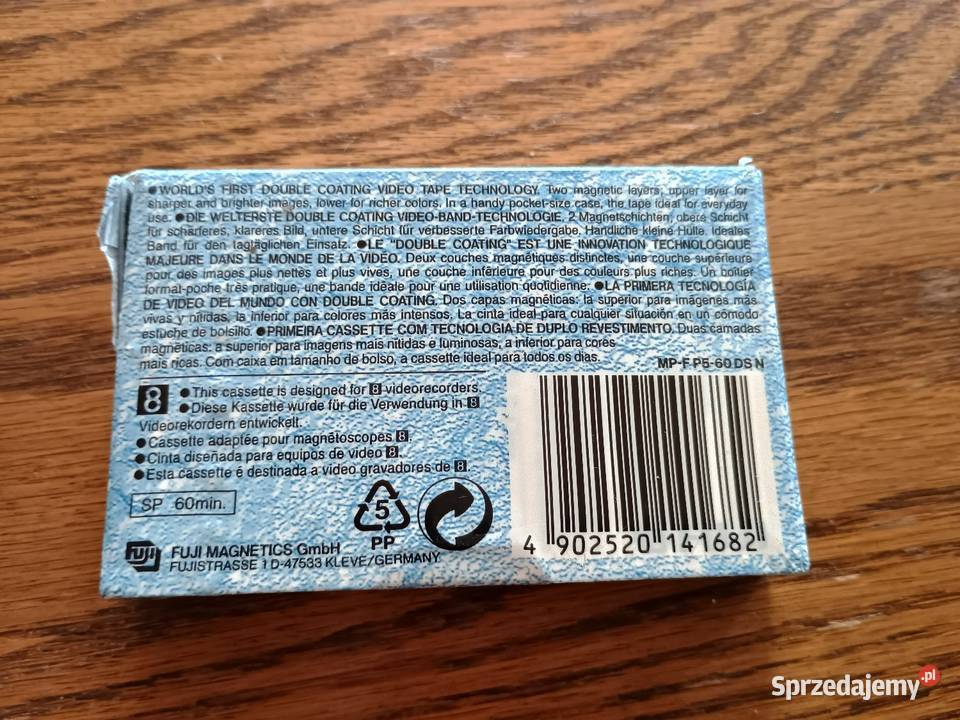 ●WORLD'S FIRST DOUBLE COATING VIDEO TAPE TECHNOLOGY. Two magnetic layers; upper layer for
sharper and brighter images, lower for richer colors. In a handy pocket-size case, the tape ideal for everyday
use. ●DIE WELTERSTE DOUBLE COATING VIDEO-BAND-TECHNOLOGIE. 2 Magnetschichten, obere Schicht
für schärferes, klareres Bild, untere Schicht für verbesserte Farbwiedergabe. Handliche kleine Hülle. Ideales
Band für den tagtäglichen Einsatz. ●LE "DOUBLE COATING" EST UNE INNOVATION TECHNOLOGIQUE
MAJEURE DANS LE MONDE DE LA VIDÉO. Deux couches magnétiques distinctes, une couche supérieure
pour des images plus nettes et plus vives, une couche inférieure pour des couleurs plus riches. Un boîtier
format-poche très pratique, une bande idéale pour une utilisation quotidienne. ●LA PRIMERA TECNOLOGÍA
DE VIDEO DEL MUNDO CON DOUBLE COATING. Dos capas magnéticas: la superior para imágenes más
vivas y nítidas, la inferior para colores más intensos. La cinta ideal para cualquier situación en un cómodo
estuche de bolsillo. ●PRIMEIRA CASSETTE COM TECNOLOGIA DE DUPLO REVESTIMENTO. Duas camadas
magnéticas: a superior para imagens mais nítidas e luminosas, a inferior para cores
mais ricas. Com caixa em tamanho de bolso, a cassette ideal para todos os dias.
MP-F P5-60 DS N
8 ●This cassette is designed for 8 videorecorders.
●Diese Kassette wurde für die Verwendung in 8
Videorekordern entwickelt.
●Cassette adaptée pour magnétoscopes 8.
●Cinta diseñada para equipos de video 8.
●Esta cassette é destinada a video gravadores de 8.
SP 60min.
5
PP
FUJI FUJI MAGNETICS GmbH
FUJISTRASSE 1 D-47533 KLEVE/GERMANY
4 902520 141682
Sprzedajemy.pl